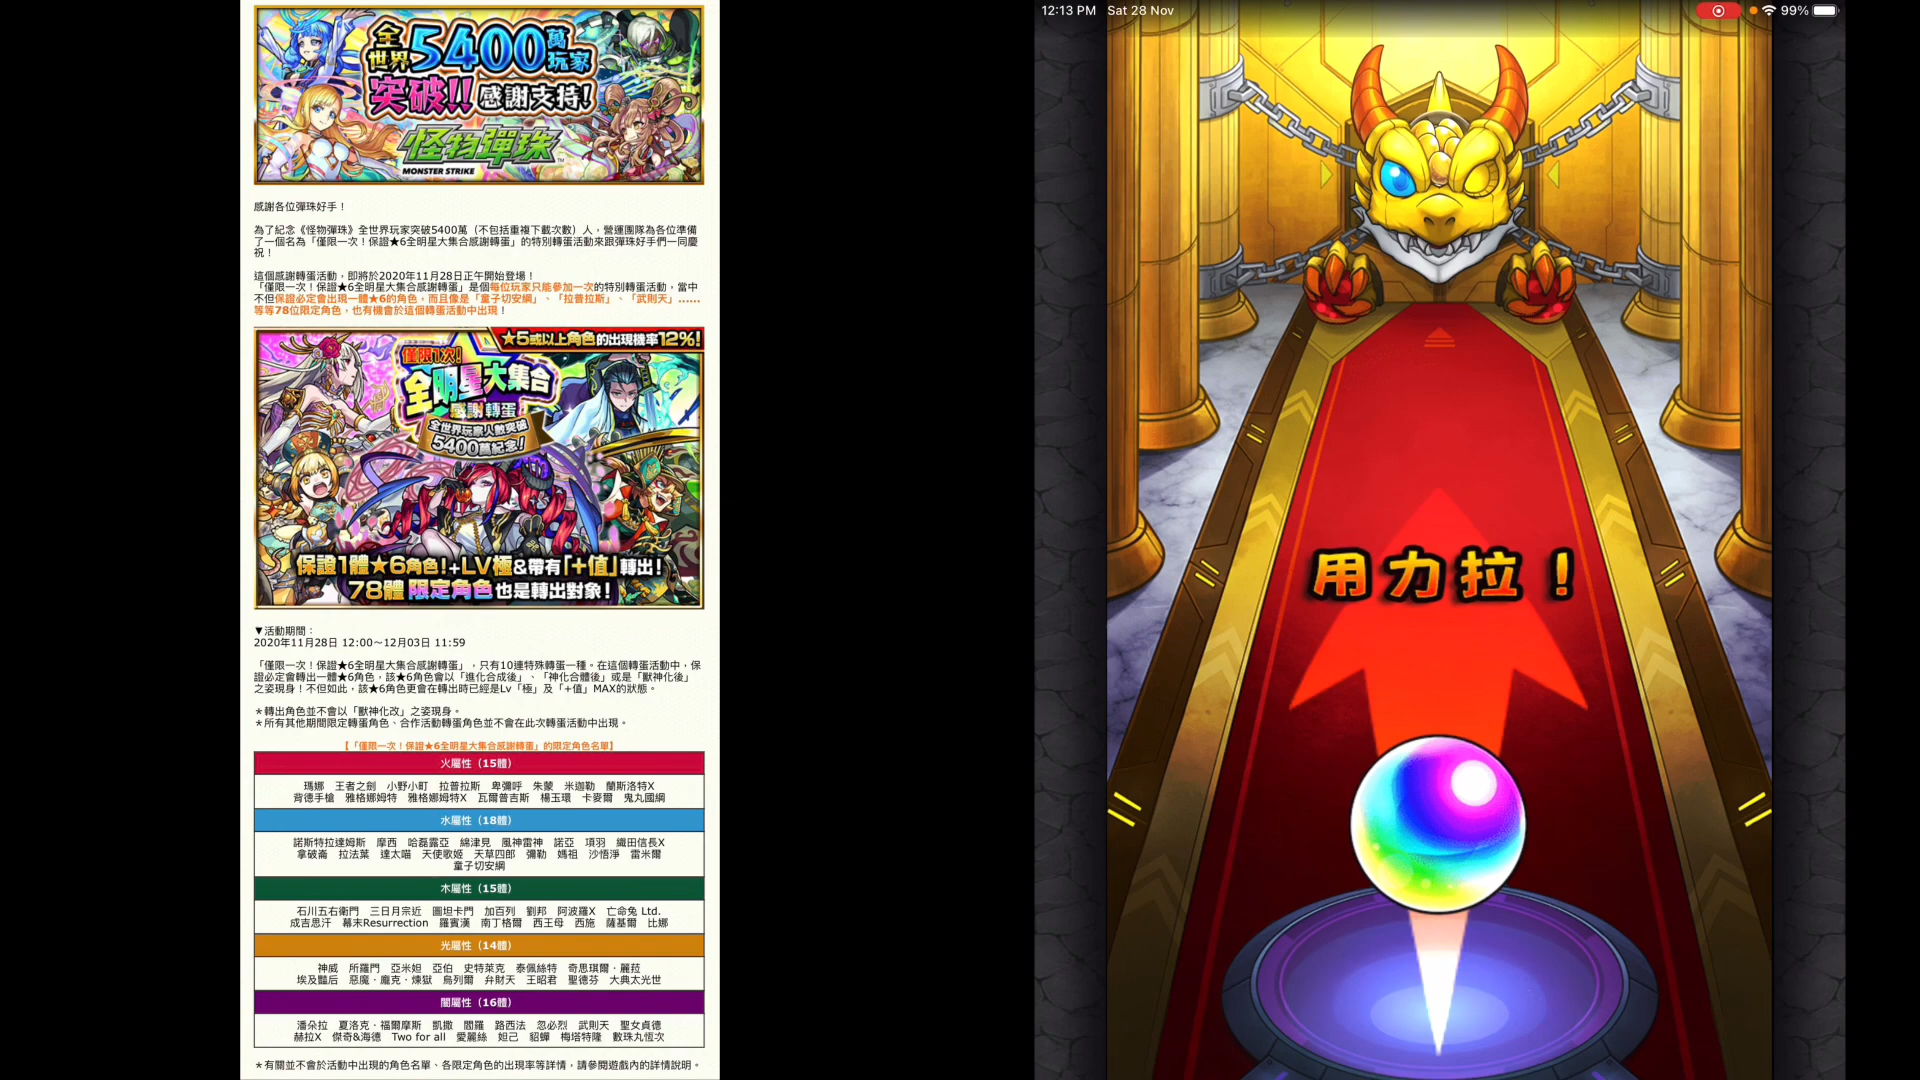 全世界5400萬玩家
突破!!感謝支持!
怪物彈珠
MONSTER STRIKE
感謝各位彈珠好手！
為了紀念《怪物彈珠》全世界玩家突破5400萬（不包括重複下載次數）人，營運團隊為各位準備
了一個名為「僅限一次！保證★6全明星大集合感謝轉蛋」的特別轉蛋活動來跟彈珠好手們一同慶
祝！
這個感謝轉蛋活動，即將於2020年11月28日正午開始登場！
「僅限一次！保證★6全明星大集合感謝轉蛋」是個每位玩家只能參加一次的特別轉蛋活動，當中
不但保證必定會出現一體★6的角色，而且像是「童子切安綱」、「拉普拉斯」、「武則天」......
等等78位限定角色，也有機會於這個轉蛋活動中出現！
★5或以上角色的出現機率12%!
僅限1次!
全明星大集合
感謝轉蛋
全世界玩家人數突破
5400萬紀念!
保證1體★6角色!+LV極&帶有「+值」轉出!
78體 限定角色也是轉出對象!
▼活動期間：
2020年11月28日 12:00～12月03日 11:59
「僅限一次！保證★6全明星大集合感謝轉蛋」，只有10連特殊轉蛋一種。在這個轉蛋活動中，保
證必定會轉出一體★6角色，該★6角色會以「進化合成後」、「神化合體後」或是「獸神化後」
之姿現身！不但如此，該★6角色更會在轉出時已經是Lv「極」及「+值」MAX的狀態。
＊轉出角色並不會以「獸神化改」之姿現身。
＊所有其他期間限定轉蛋角色、合作活動轉蛋角色並不會在此次轉蛋活動中出現。
【「僅限一次！保證★6全明星大集合感謝轉蛋」的限定角色名單】
火屬性（15體）
瑪娜 王者之劍 小野小町 拉普拉斯 卑彌呼 朱蒙 米迦勒 蘭斯洛特X
背德手槍 雅格娜姆特 雅格娜姆特X 瓦爾普吉斯 楊玉環 卡麥爾 鬼丸國綱
水屬性（18體）
諾斯特拉達姆斯 摩西 哈磊露亞 綿津見 風神雷神 諾亞 項羽 織田信長X
拿破崙 拉法葉 達太喵 天使歌姬 天草四郎 彌勒 媽祖 沙悟淨 雷米爾
童子切安綱
木屬性（15體）
石川五右衛門 三日月宗近 圖坦卡門 加百列 劉邦 阿波羅X 亡命兔 Ltd.
成吉思汗 幕末Resurrection 羅賓漢 南丁格爾 西王母 西施 薩基爾 比娜
光屬性（14體）
神威 所羅門 亞米妲 亞伯 史特萊克 泰佩絲特 奇思琪爾·麗菈
埃及豔后 惡魔·龐克·煉獄 烏列爾 弁財天 王昭君 聖德芬 大典太光世
闇屬性（16體）
潘朵拉 夏洛克·福爾摩斯 凱撒 閻羅 路西法 忽必烈 武則天 聖女貞德
赫拉X 傑奇&海德 Two for all 愛麗絲 妲己 貂蟬 梅塔特隆 數珠丸恆次
＊有關並不會於活動中出現的角色名單、各限定角色的出現率等詳情，請參閱遊戲內的詳情說明。
12:13 PM Sat 28 Nov
99%
用力拉！